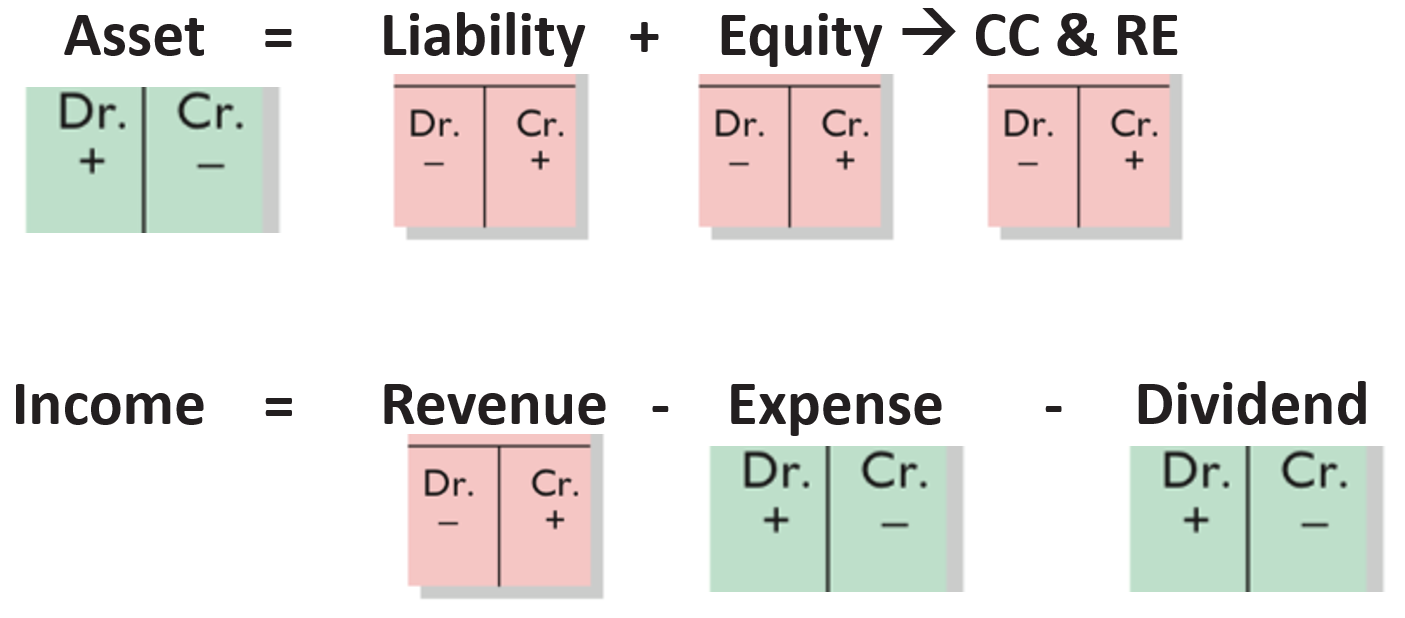 Asset = Liability + Equity → CC & RE
Dr. Cr. Dr. Cr. Dr. Cr. Dr. Cr.
+ – – + – + – +
Income = Revenue - Expense - Dividend
Dr. Cr. Dr. Cr. Dr. Cr.
– + + – + –